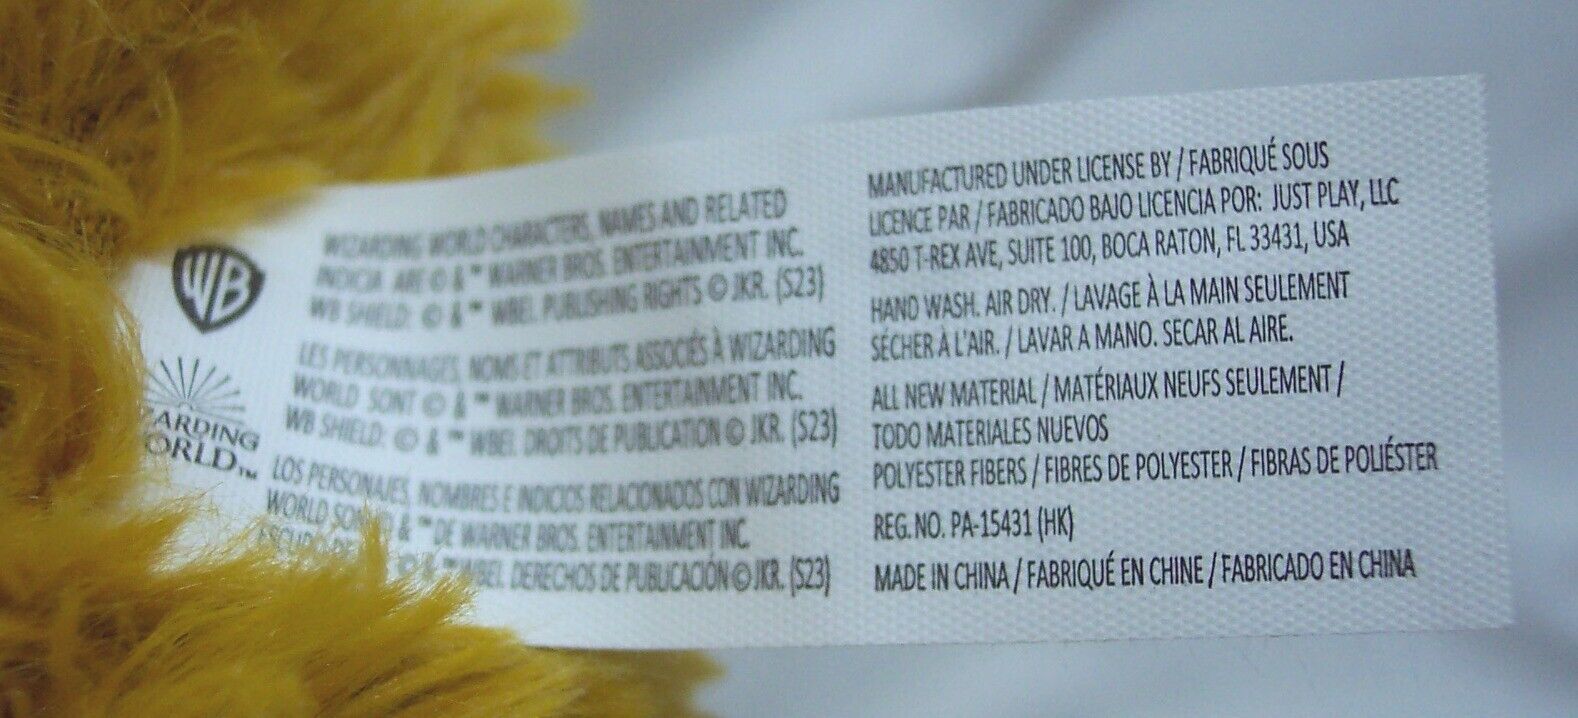 WB
WIZARDING WORLD CHARACTERS, NAMES AND RELATED
INDICIA ARE © & ™ WARNER BROS. ENTERTAINMENT INC.
WB SHIELD: © & ™ WBEI. PUBLISHING RIGHTS © JKR. (S23)
LES PERSONNAGES, NOMS ET ATTRIBUTS ASSOCIÉS À WIZARDING
WORLD SONT © & ™ WARNER BROS. ENTERTAINMENT INC.
WB SHIELD: © & ™ WBEI. DROITS DE PUBLICATION © JKR. (S23)
ARDING
ORLD™
LOS PERSONAJES, NOMBRES E INDICIOS RELACIONADOS CON WIZARDING
WORLD SON © & ™ DE WARNER BROS. ENTERTAINMENT INC.
© & ™ WBEI. DERECHOS DE PUBLICACIÓN © JKR. (S23)
MANUFACTURED UNDER LICENSE BY / FABRIQUÉ SOUS
LICENCE PAR / FABRICADO BAJO LICENCIA POR: JUST PLAY, LLC
4850 T-REX AVE, SUITE 100, BOCA RATON, FL 33431, USA
HAND WASH. AIR DRY. / LAVAGE À LA MAIN SEULEMENT
SÉCHER À L'AIR. / LAVAR A MANO. SECAR AL AIRE.
ALL NEW MATERIAL / MATÉRIAUX NEUFS SEULEMENT /
TODO MATERIALES NUEVOS
POLYESTER FIBERS / FIBRES DE POLYESTER / FIBRAS DE POLIÉSTER
REG. NO. PA-15431 (HK)
MADE IN CHINA / FABRIQUÉ EN CHINE / FABRICADO EN CHINA